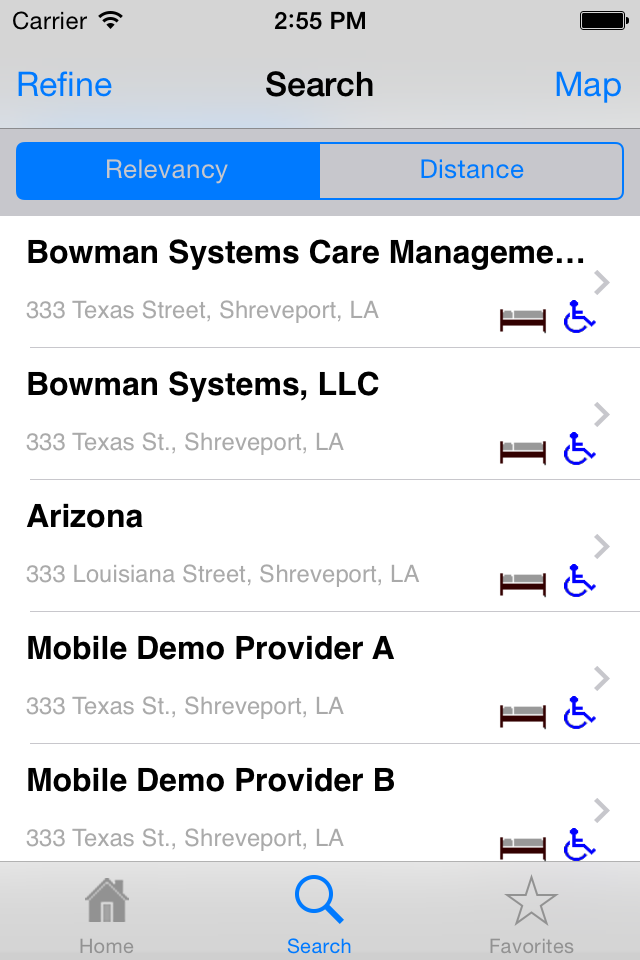 Carrier 2:55 PM
Refine Search Map
Relevancy Distance
Bowman Systems Care Manageme...
333 Texas Street, Shreveport, LA
Bowman Systems, LLC
333 Texas St., Shreveport, LA
Arizona
333 Louisiana Street, Shreveport, LA
Mobile Demo Provider A
333 Texas St., Shreveport, LA
Mobile Demo Provider B
333 Texas St., Shreveport, LA
Home Search Favorites